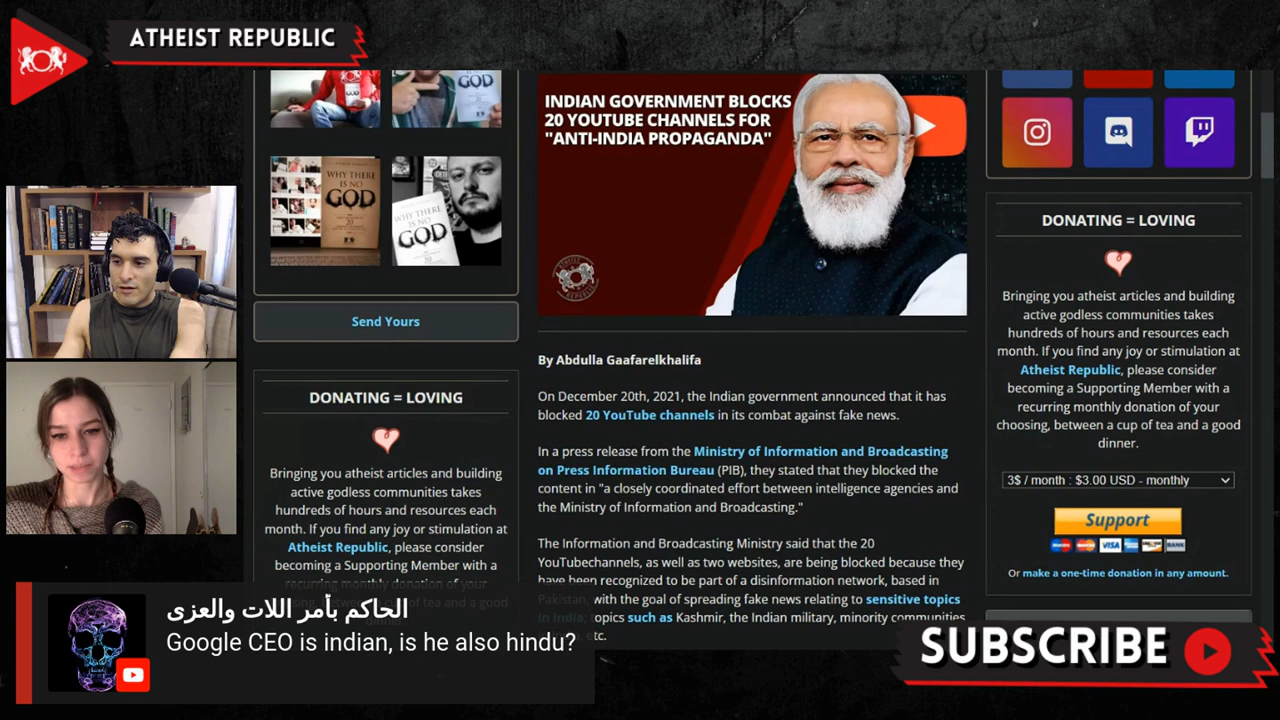 ATHEIST REPUBLIC
WHY THERE
IS NO
GOD
WHY THERE
IS NO
GOD
Send Yours
DONATING = LOVING
Bringing you atheist articles and building
active godless communities takes
hundreds of hours and resources each
month. If you find any joy or stimulation at
Atheist Republic, please consider
becoming a Supporting Member with a
recurring monthly donation of your
INDIAN GOVERNMENT BLOCKS
20 YOUTUBE CHANNELS FOR
"ANTI-INDIA PROPAGANDA"
By Abdulla Gaafarelkhalifa
On December 20th, 2021, the Indian government announced that it has
blocked 20 YouTube channels in its combat against fake news.
In a press release from the Ministry of Information and Broadcasting
on Press Information Bureau (PIB), they stated that they blocked the
content in "a closely coordinated effort between intelligence agencies and
the Ministry of Information and Broadcasting."
The Information and Broadcasting Ministry said that the 20
YouTubechannels, as well as two websites, are being blocked because they
have been recognized to be part of a disinformation network, based in
Pakistan, with the goal of spreading fake news relating to sensitive topics
in India; topics such as Kashmir, the Indian military, minority communities
etc.
DONATING = LOVING
Bringing you atheist articles and building
active godless communities takes
hundreds of hours and resources each
month. If you find any joy or stimulation at
Atheist Republic, please consider
becoming a Supporting Member with a
recurring monthly donation of your
choosing, between a cup of tea and a good
dinner.
3$ / month : $3.00 USD - monthly
Support
VISA
BANK
Or make a one-time donation in any amount.
الحاكم بأمر اللات والعزى
Google CEO is indian, is he also hindu?
SUBSCRIBE